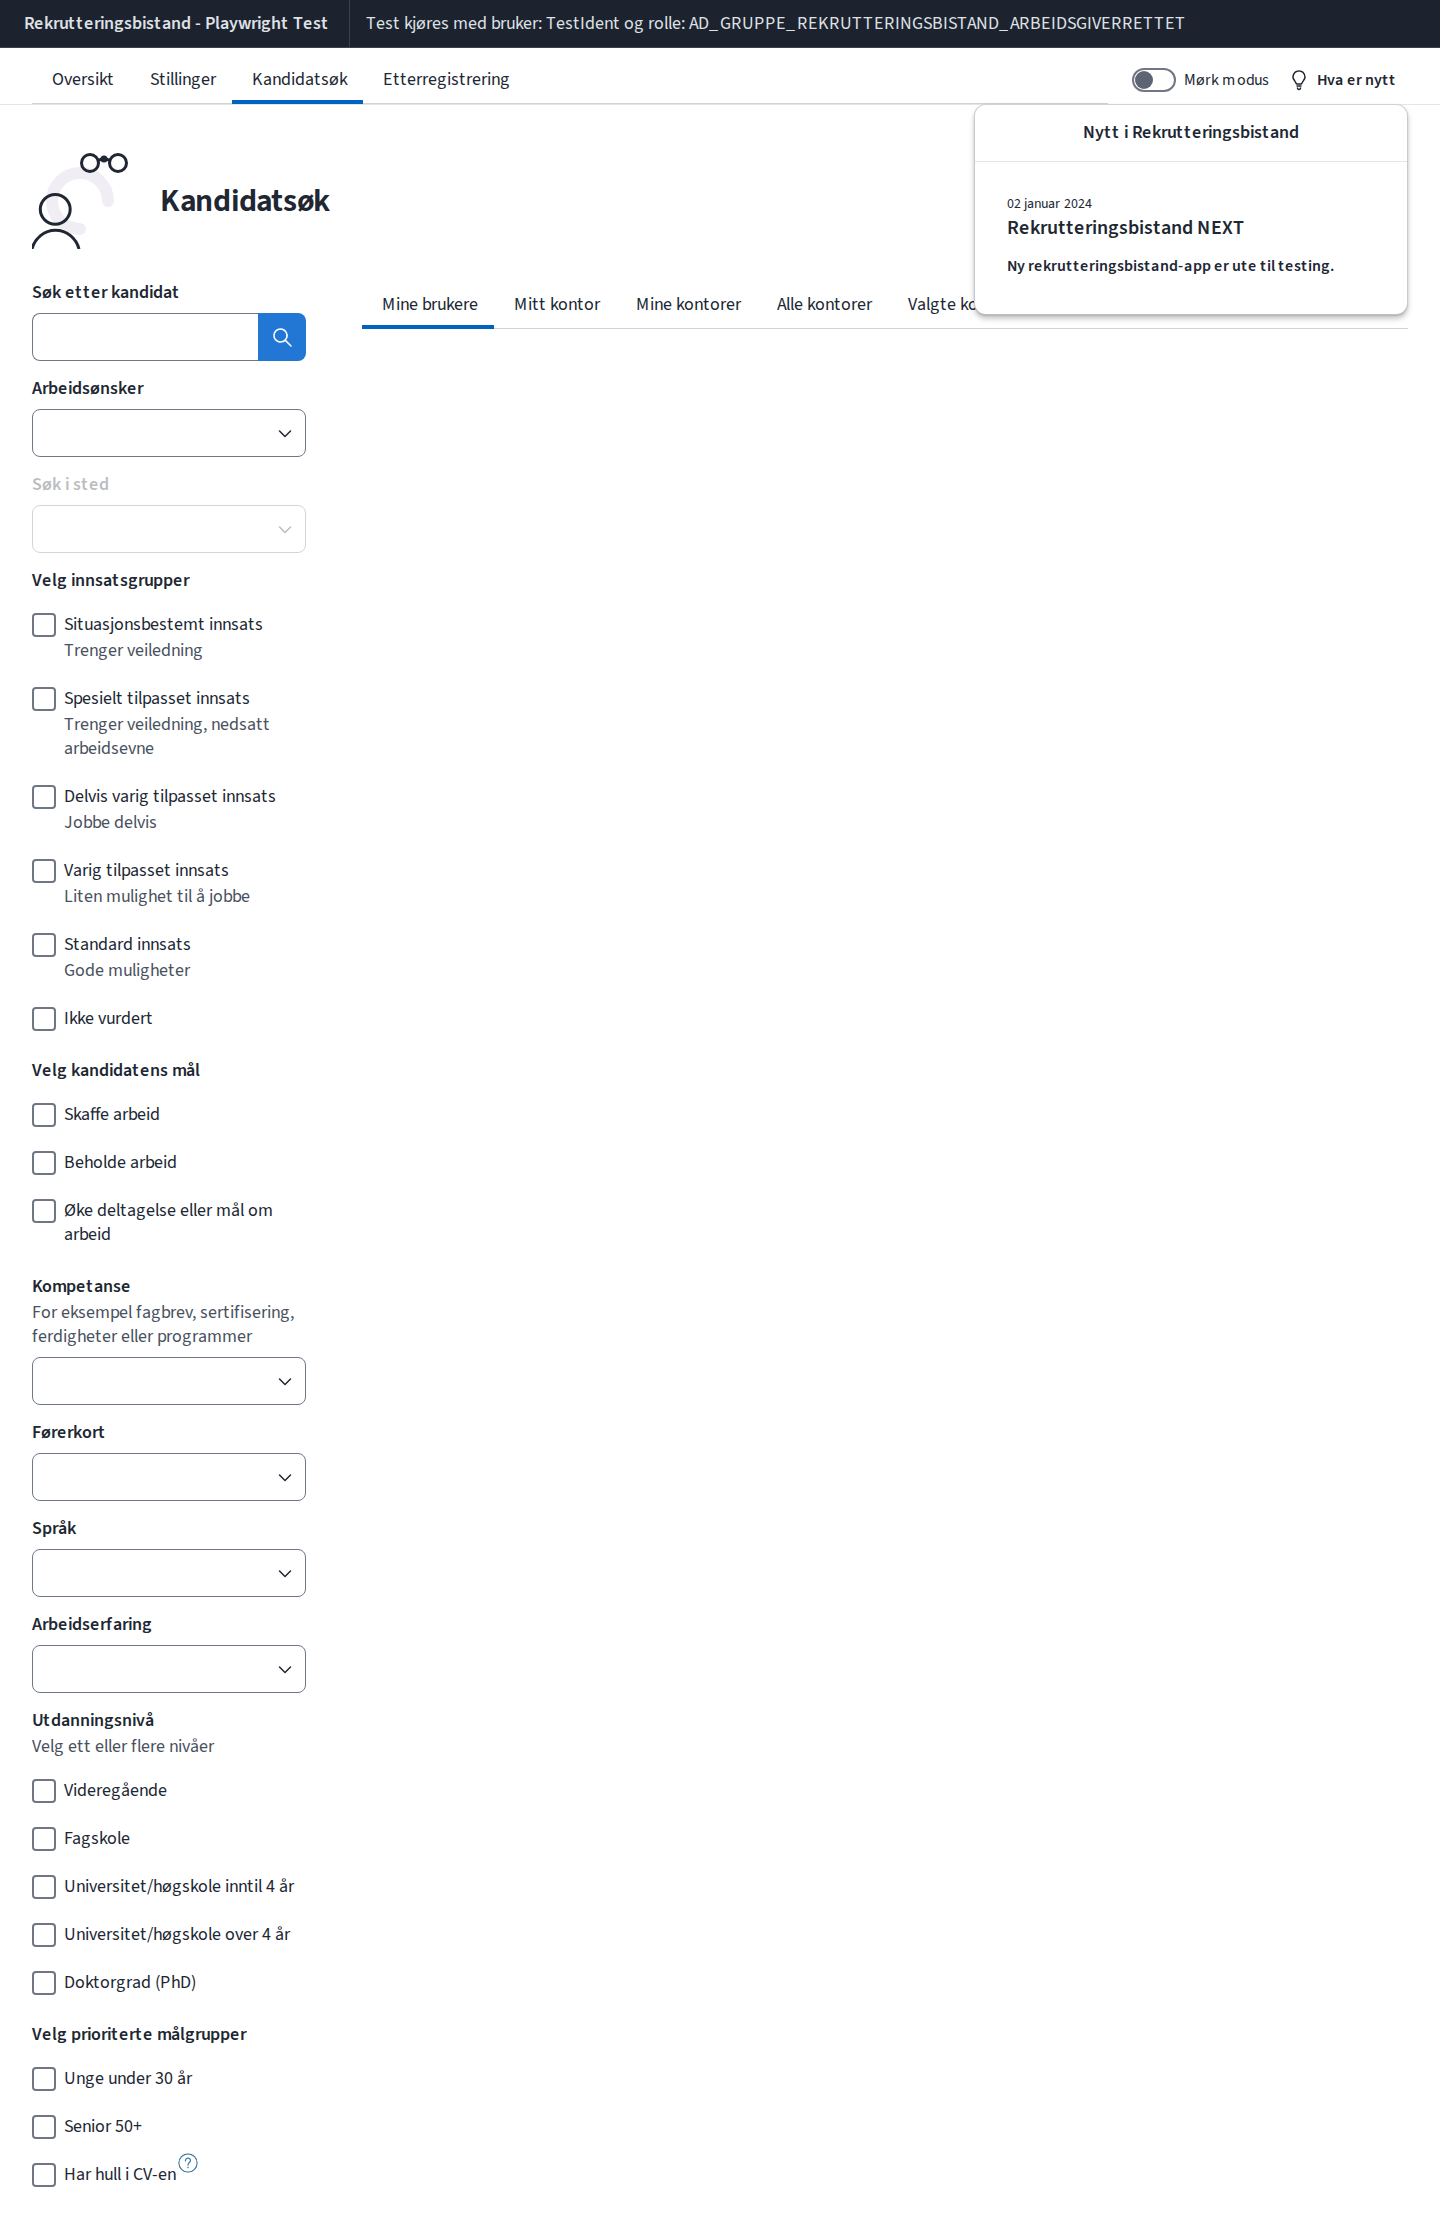 Rekrutteringsbistand - Playwright Test
Test kjøres med bruker: TestIdent og rolle: AD_GRUPPE_REKRUTTERINGSBISTAND_ARBEIDSGIVERRETTET
Oversikt
Stillinger
Kandidatsøk
Etterregistrering
Mørk modus
Hva er nytt
Nytt i Rekrutteringsbistand
02 januar 2024
Rekrutteringsbistand NEXT
Ny rekrutteringsbistand-app er ute til testing.
Kandidatsøk
Mine brukere
Mitt kontor
Mine kontorer
Alle kontorer
Valgte
Søk etter kandidat
Arbeidsønsker
Søk i sted
Velg innsatsgrupper
Situasjonsbestemt innsats
Trenger veiledning
Spesielt tilpasset innsats
Trenger veiledning, nedsatt
arbeidsevne
Delvis varig tilpasset innsats
Jobbe delvis
Varig tilpasset innsats
Liten mulighet til å jobbe
Standard innsats
Gode muligheter
Ikke vurdert
Velg kandidatens mål
Skaffe arbeid
Beholde arbeid
Øke deltagelse eller mål om
arbeid
Kompetanse
For eksempel fagbrev, sertifisering,
ferdigheter eller programmer
Førerkort
Språk
Arbeidserfaring
Utdanningsnivå
Velg ett eller flere nivåer
Videregående
Fagskole
Universitet/høgskole inntil 4 år
Universitet/høgskole over 4 år
Doktorgrad (PhD)
Velg prioriterte målgrupper
Unge under 30 år
Senior 50+
Har hull i CV-en